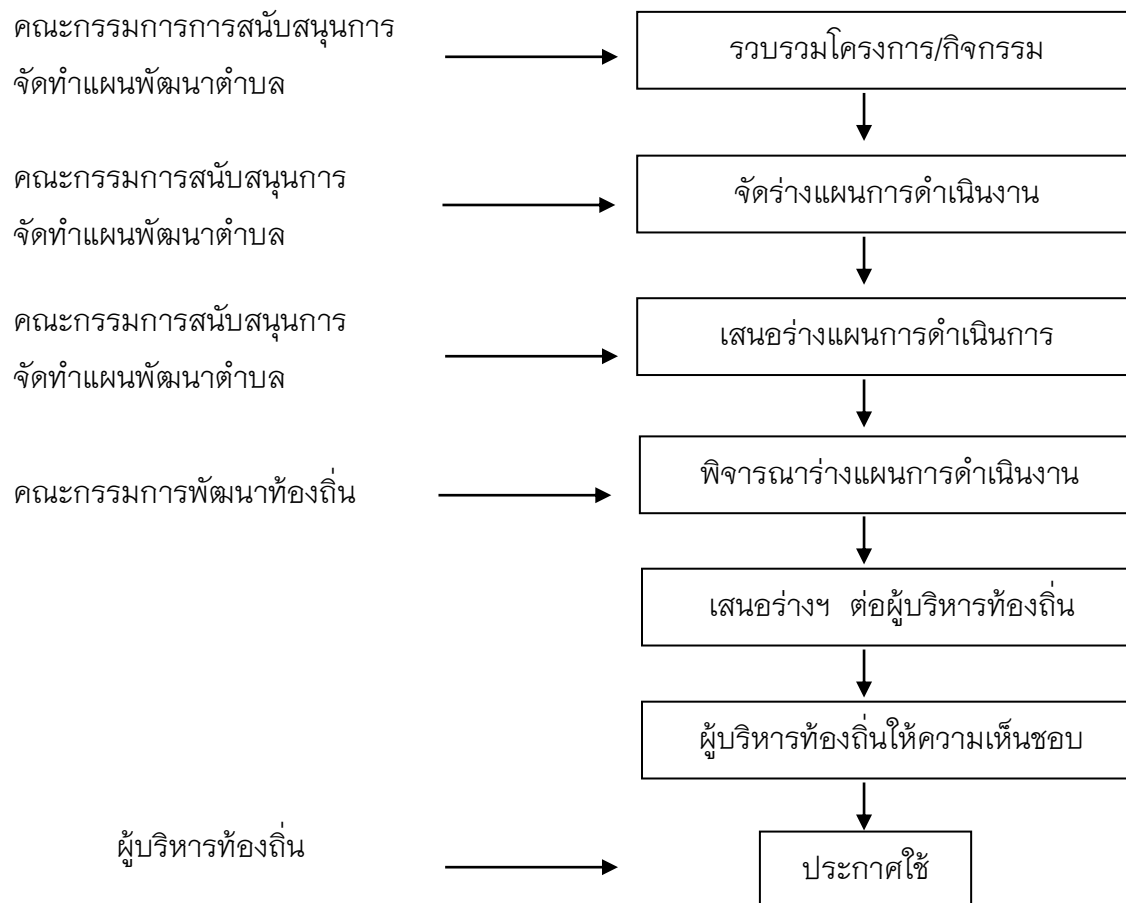 คณะกรรมการการสนับสนุนการ
จัดทำแผนพัฒนาตำบล
รวบรวมโครงการ/กิจกรรม
คณะกรรมการสนับสนุนการ
จัดทำแผนพัฒนาตำบล
จัดร่างแผนการดำเนินงาน
คณะกรรมการสนับสนุนการ
จัดทำแผนพัฒนาตำบล
เสนอร่างแผนการดำเนินการ
คณะกรรมการพัฒนาท้องถิ่น
พิจารณาร่างแผนการดำเนินงาน
เสนอร่างฯ ต่อผู้บริหารท้องถิ่น
ผู้บริหารท้องถิ่นให้ความเห็นชอบ
ผู้บริหารท้องถิ่น
ประกาศใช้